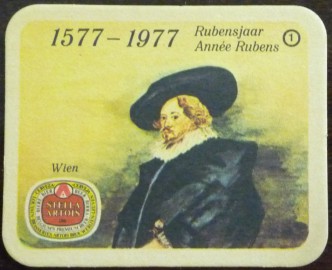 1577 – 1977
Rubensjaar
Année Rubens
1
Wien
STELLA
ARTOIS